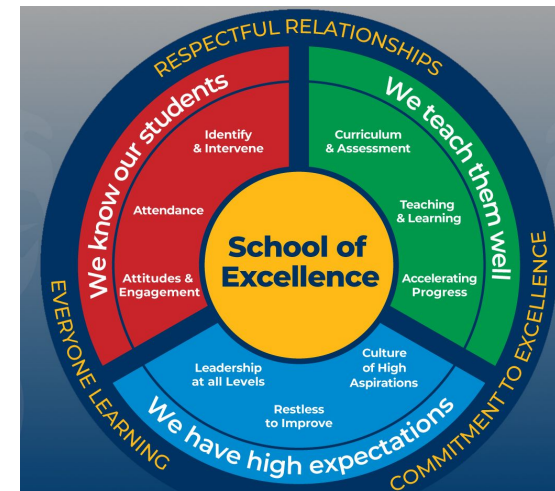 RESPECTFUL RELATIONSHIPS
We know our students
Identify
& Intervene
Attendance
Attitudes &
Engagement
We teach them well
Curriculum
& Assessment
Teaching
& Learning
Accelerating
Progress
School of
Excellence
Leadership
at all Levels
Restless
to Improve
Culture
of High
Aspirations
We have high expectations
EVERYONE LEARNING
COMMITMENT TO EXCELLENCE